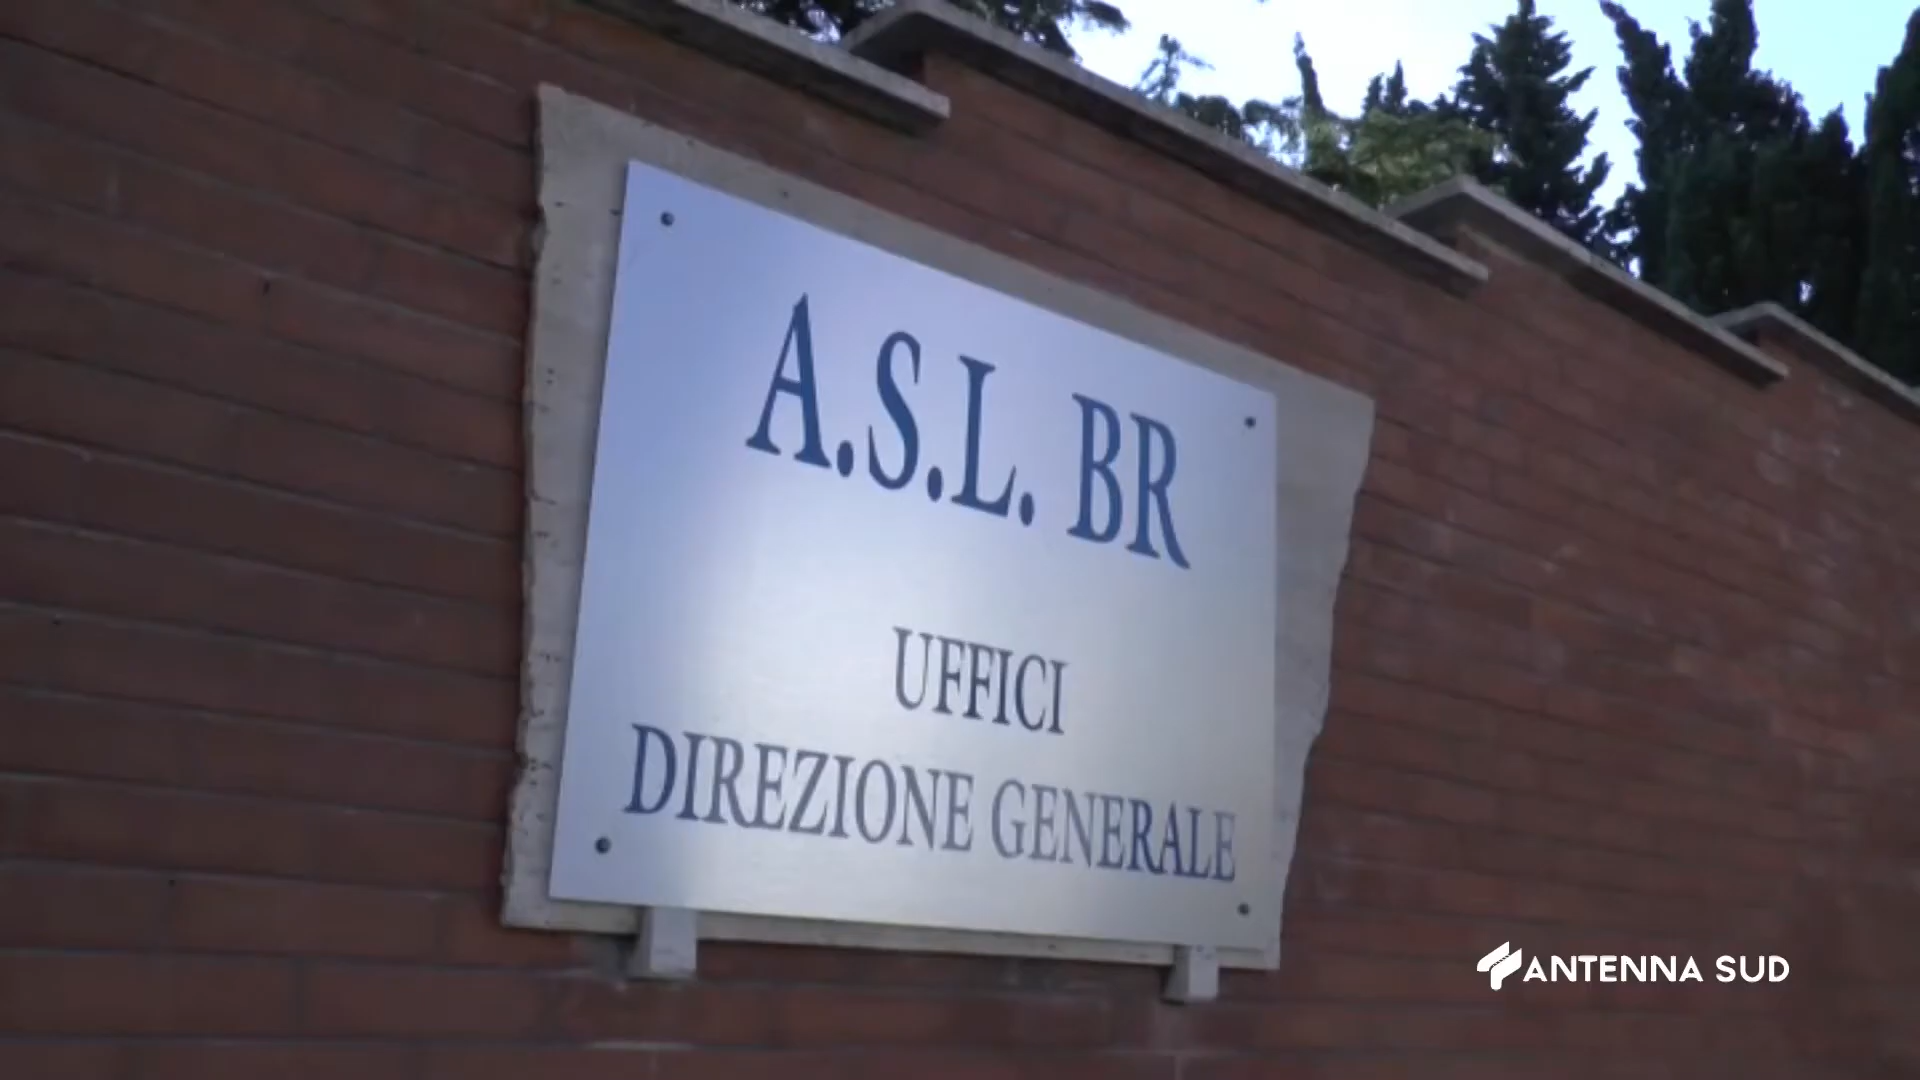 A.S.L. BR
UFFICI
DIREZIONE GENERALE
ANTENNA SUD